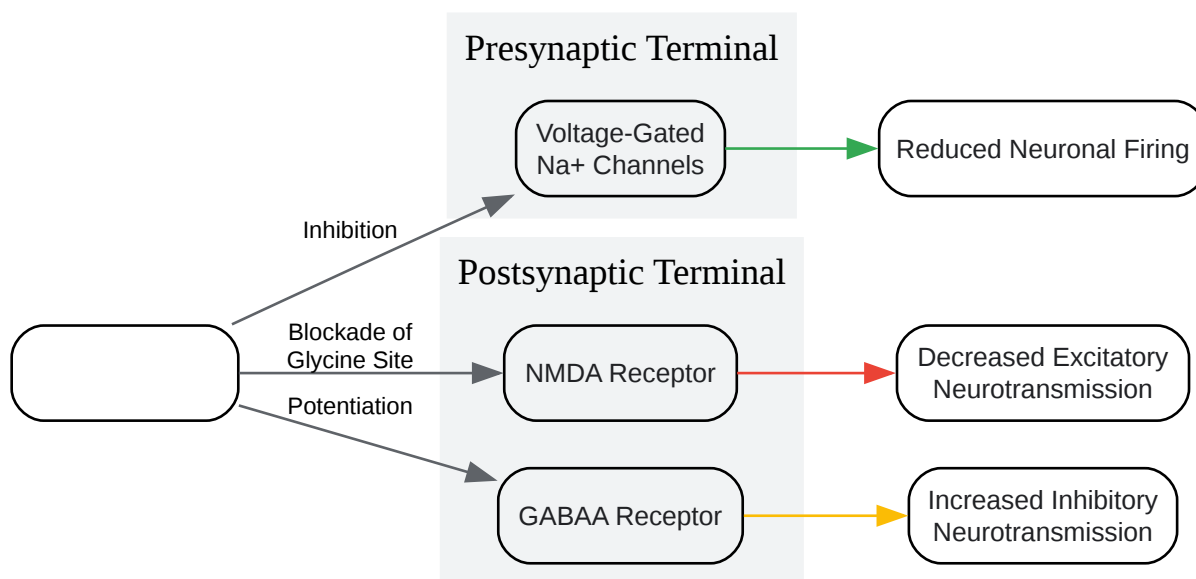 Presynaptic Terminal
Voltage-Gated
Na+ Channels
Reduced Neuronal Firing
Inhibition
Postsynaptic Terminal
Blockade of
Glycine Site
NMDA Receptor
Decreased Excitatory
Neurotransmission
Potentiation
GABAA Receptor
Increased Inhibitory
Neurotransmission